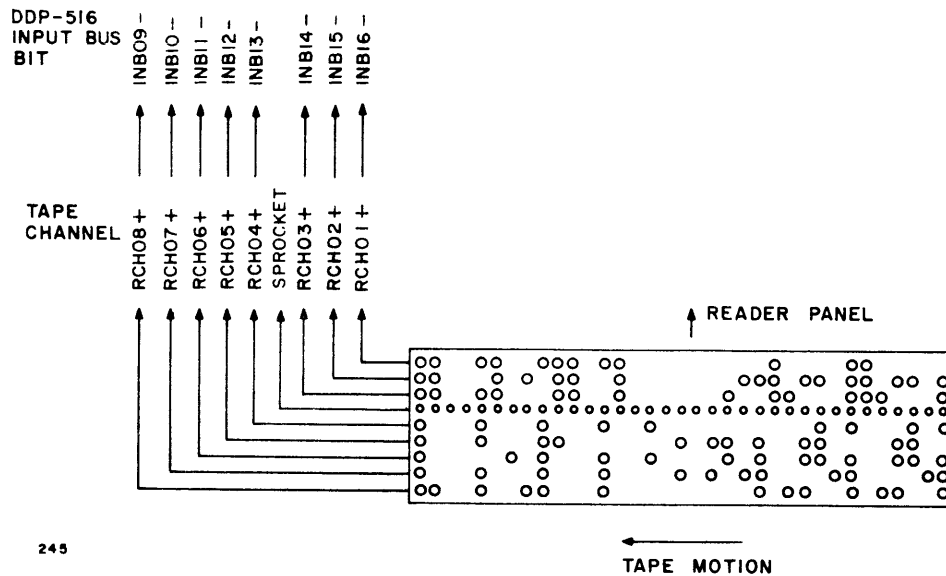 DDP-516
INPUT BUS
BIT
INB09-
INB10-
INB11-
INB12-
INB13-
INB14-
INB15-
INB16-
TAPE
CHANNEL
RCH08+
RCH07+
RCH06+
RCH05+
RCH04+
SPROCKET
RCH03+
RCH02+
RCH01+
READER PANEL
TAPE MOTION
245